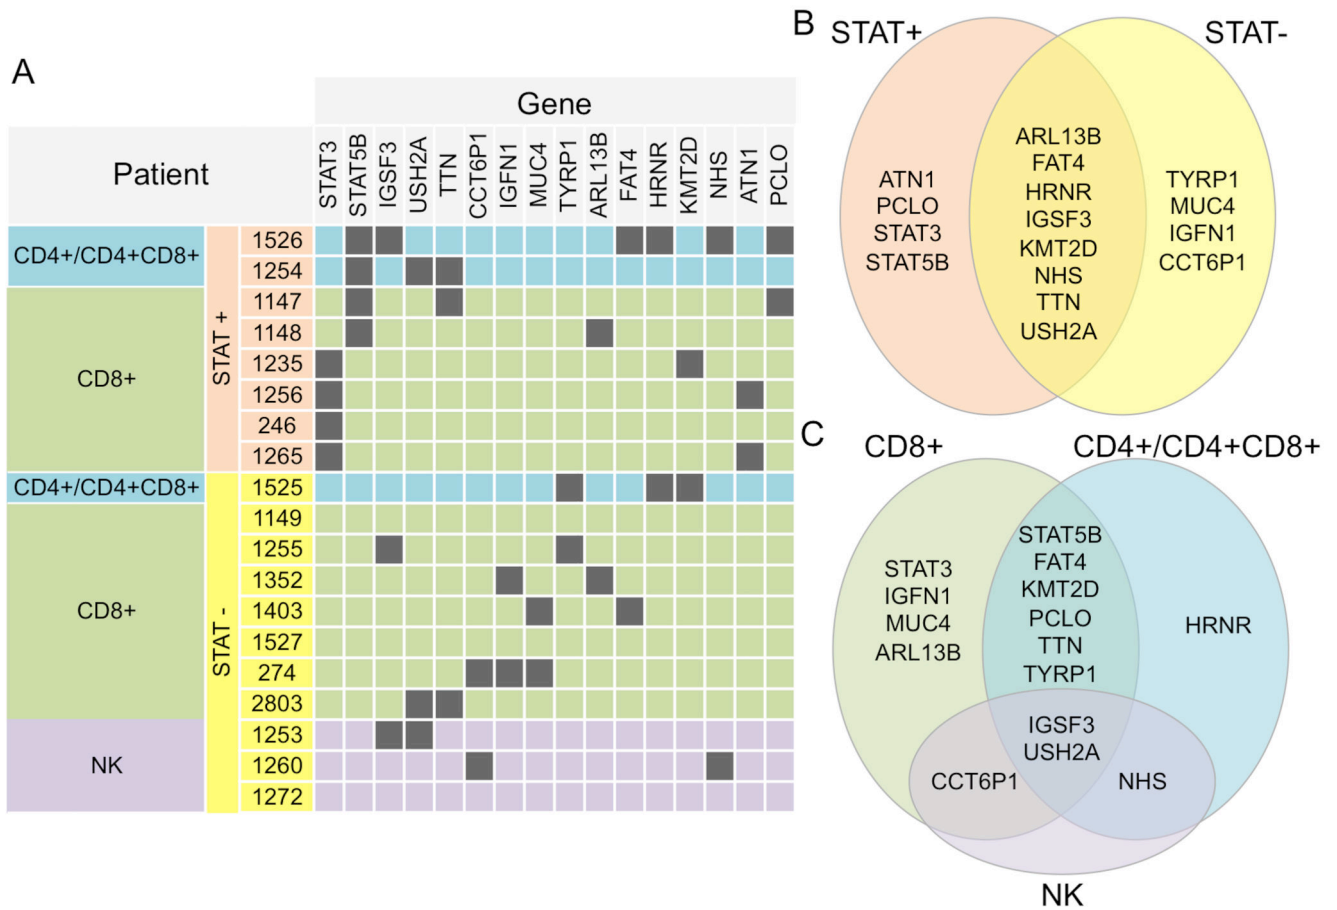 A
Gene
Patient
STAT3
STAT5B
IGSF3
USH2A
TTN
CCT6P1
IGFN1
MUC4
TYRP1
ARL13B
FAT4
HRNR
KMT2D
NHS
ATN1
PCLO
CD4+/CD4+CD8+
CD8+
STAT +
1526
1254
1147
1148
1235
1256
246
1265
CD4+/CD4+CD8+
CD8+
NK
STAT -
1525
1149
1255
1352
1403
1527
274
2803
1253
1260
1272
B
STAT+
STAT-
ATN1
PCLO
STAT3
STAT5B
ARL13B
FAT4
HRNR
IGSF3
KMT2D
NHS
TTN
USH2A
TYRP1
MUC4
IGFN1
CCT6P1
C
CD8+
CD4+/CD4+CD8+
STAT3
IGFN1
MUC4
ARL13B
STAT5B
FAT4
KMT2D
PCLO
TTN
TYRP1
HRNR
IGSF3
USH2A
CCT6P1
NHS
NK